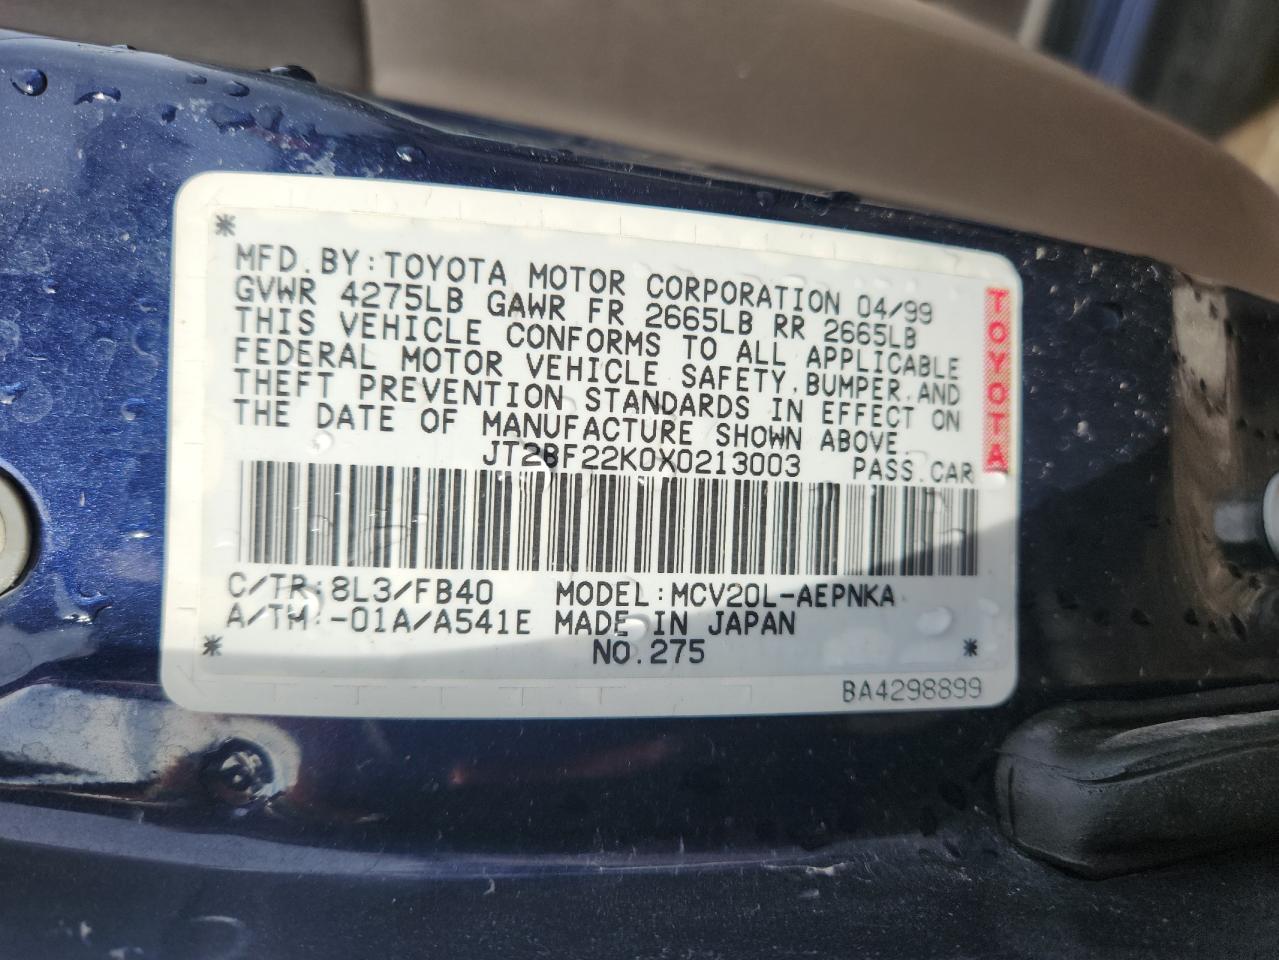 *
MFD. BY: TOYOTA MOTOR CORPORATION 04/99
GVWR 4275LB GAWR FR 2665LB RR 2665LB
THIS VEHICLE CONFORMS TO ALL APPLICABLE
FEDERAL MOTOR VEHICLE SAFETY, BUMPER, AND
THEFT PREVENTION STANDARDS IN EFFECT ON
THE DATE OF MANUFACTURE SHOWN ABOVE.
JT2BF22K0X0213003 PASS. CAR
TOYOTA
C/TR: 8L3/FB40 MODEL: MCV20L-AEPNKA
A/TM: -01A/A541E MADE IN JAPAN
* NO. 275 *
BA4298899